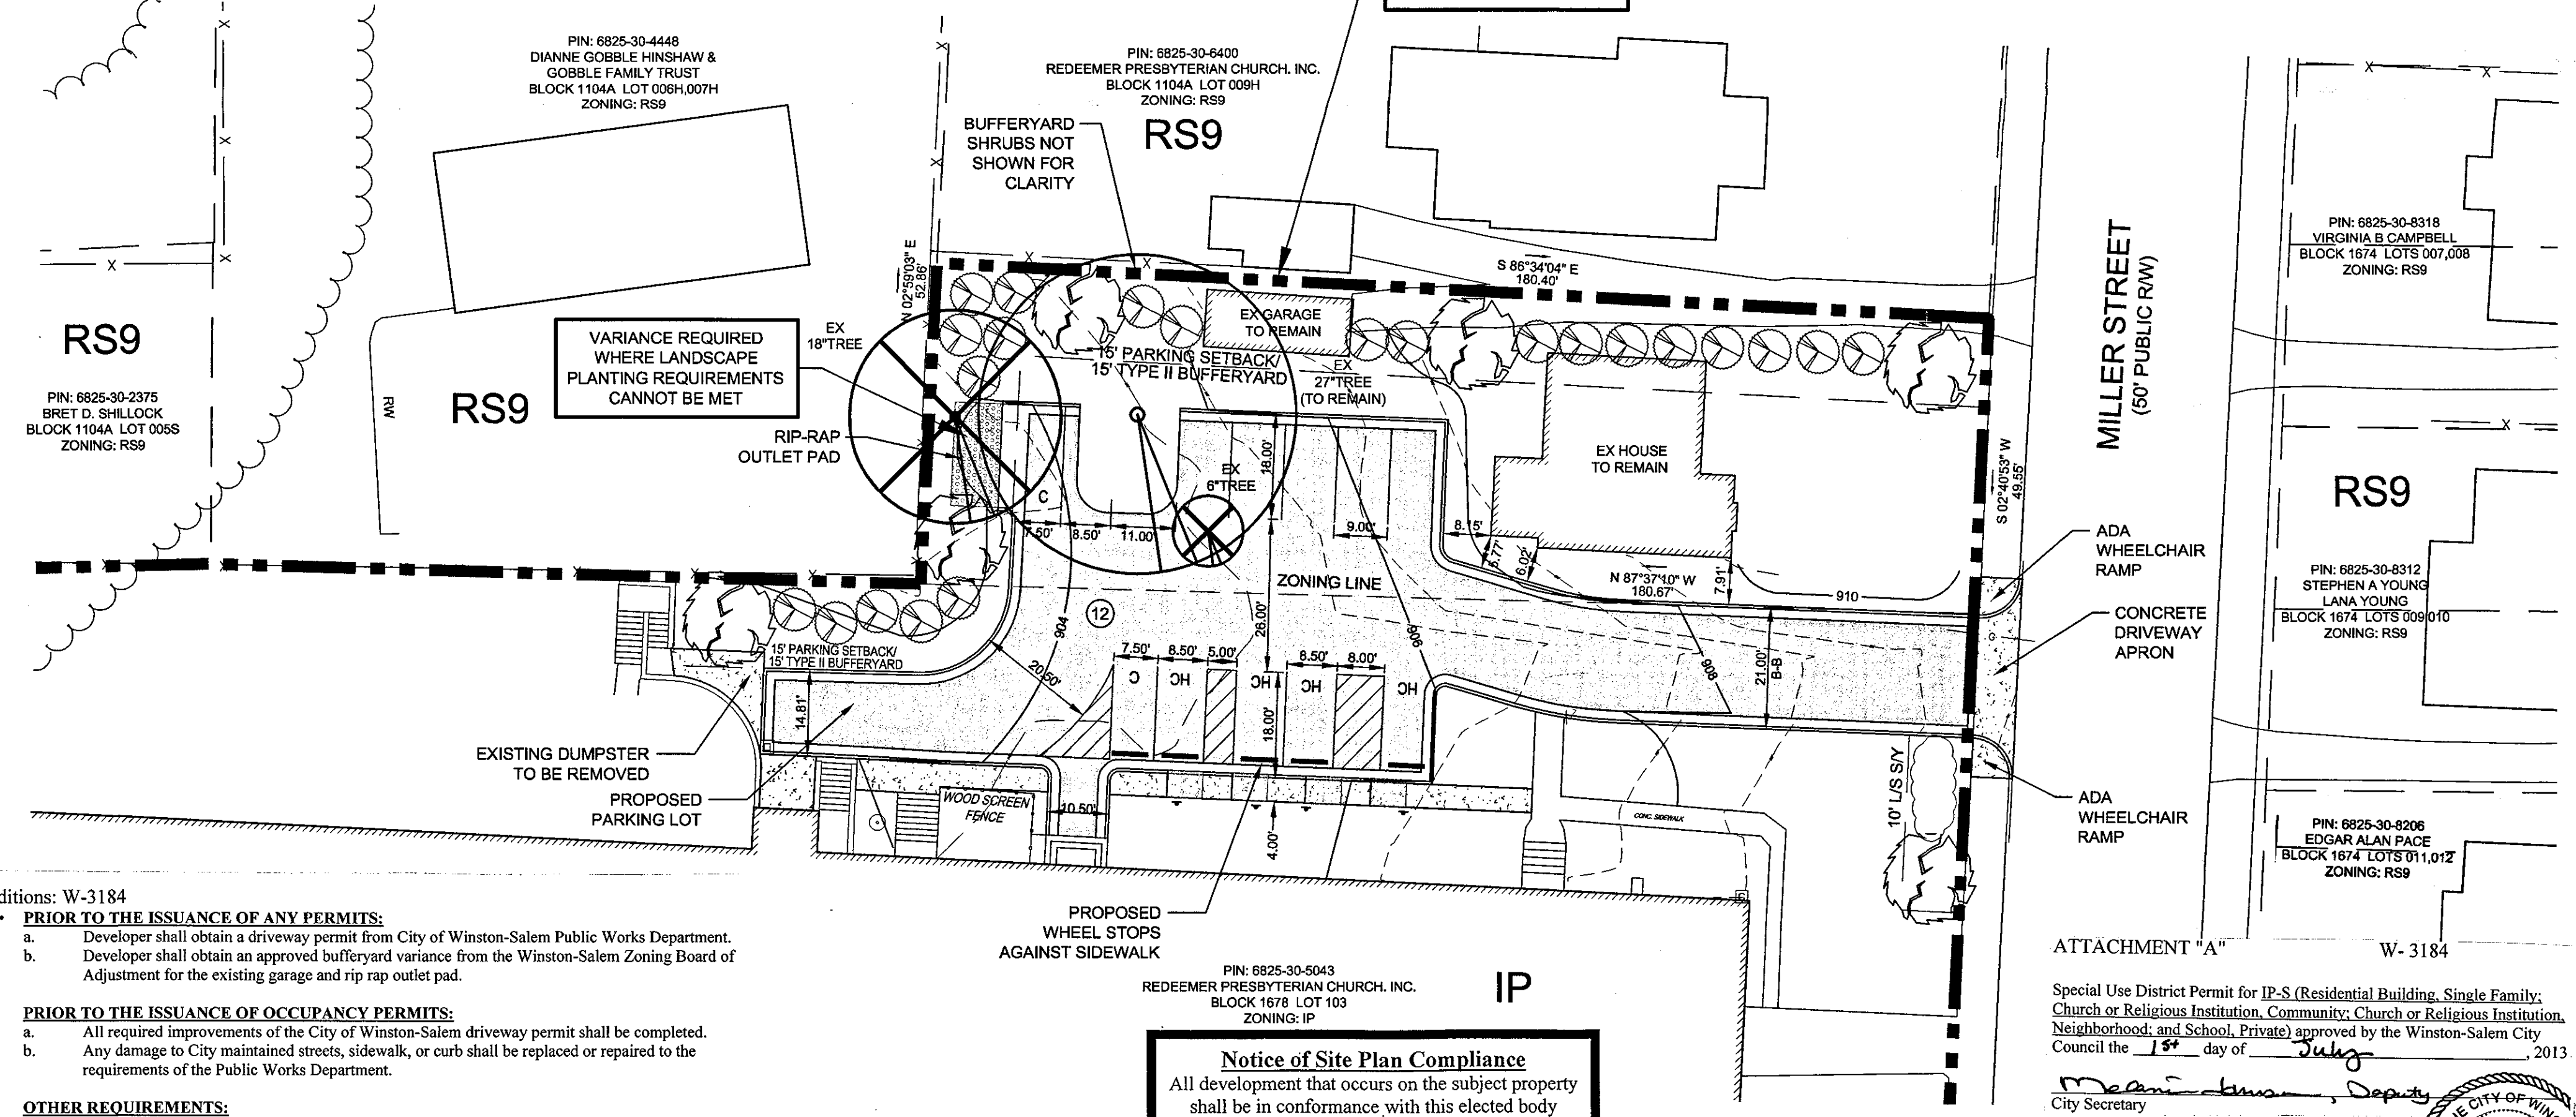 PIN: 6825-30-4448
DIANNE GOBBLE HINSHAW &
GOBBLE FAMILY TRUST
BLOCK 1104A LOT 006H,007H
ZONING: RS9
PIN: 6825-30-6400
REDEEMER PRESBYTERIAN CHURCH. INC.
BLOCK 1104A LOT 009H
ZONING: RS9
RS9
BUFFERYARD
SHRUBS NOT
SHOWN FOR
CLARITY
PIN: 6825-30-8318
VIRGINIA B CAMPBELL
BLOCK 1674 LOTS 007,008
ZONING: RS9
MILLER STREET
(50' PUBLIC R/W)
N 02°59'03" E
52.86'
S 86°34'04" E
180.40'
RS9
PIN: 6825-30-2375
BRET D. SHILLOCK
BLOCK 1104A LOT 005S
ZONING: RS9
RW
RS9
VARIANCE REQUIRED
WHERE LANDSCAPE
PLANTING REQUIREMENTS
CANNOT BE MET
EX
18"TREE
EX GARAGE
TO REMAIN
15' PARKING SETBACK/
15' TYPE II BUFFERYARD
EX
27"TREE
(TO REMAIN)
RIP-RAP
OUTLET PAD
EX
6"TREE
18.00'
EX HOUSE
TO REMAIN
S 02°40'53" W
49.55'
RS9
C
7.50'
8.50'
11.00'
9.00'
8.15'
5.77'
6.02'
7.91'
ADA
WHEELCHAIR
RAMP
ZONING LINE
N 87°37'10" W
180.67'
910
PIN: 6825-30-8312
STEPHEN A YOUNG
LANA YOUNG
BLOCK 1674 LOTS 009,010
ZONING: RS9
12
904
26.00'
906
908
21.00'
B-B
CONCRETE
DRIVEWAY
APRON
15' PARKING SETBACK/
15' TYPE II BUFFERYARD
20.50'
7.50'
8.50'
5.00'
8.50'
8.00'
C
HC
HC
HC
HC
14.81'
18.00'
EXISTING DUMPSTER
TO BE REMOVED
PROPOSED
PARKING LOT
WOOD SCREEN
FENCE
10.50'
4.00'
CONC. SIDEWALK
10' L/S S/Y
ADA
WHEELCHAIR
RAMP
PIN: 6825-30-8206
EDGAR ALAN PACE
BLOCK 1674 LOTS 011,012
ZONING: RS9
PROPOSED
WHEEL STOPS
AGAINST SIDEWALK
PIN: 6825-30-5043
REDEEMER PRESBYTERIAN CHURCH. INC.
BLOCK 1678 LOT 103
ZONING: IP
IP
ditions: W-3184
• PRIOR TO THE ISSUANCE OF ANY PERMITS:
a. Developer shall obtain a driveway permit from City of Winston-Salem Public Works Department.
b. Developer shall obtain an approved bufferyard variance from the Winston-Salem Zoning Board of
Adjustment for the existing garage and rip rap outlet pad.
PRIOR TO THE ISSUANCE OF OCCUPANCY PERMITS:
a. All required improvements of the City of Winston-Salem driveway permit shall be completed.
b. Any damage to City maintained streets, sidewalk, or curb shall be replaced or repaired to the
requirements of the Public Works Department.
OTHER REQUIREMENTS:
Notice of Site Plan Compliance
All development that occurs on the subject property
shall be in conformance with this elected body
ATTACHMENT "A" W- 3184
Special Use District Permit for IP-S (Residential Building, Single Family;
Church or Religious Institution, Community; Church or Religious Institution,
Neighborhood; and School, Private) approved by the Winston-Salem City
Council the 1st day of July, 2013
, Deputy
City Secretary
THE CITY OF WINS